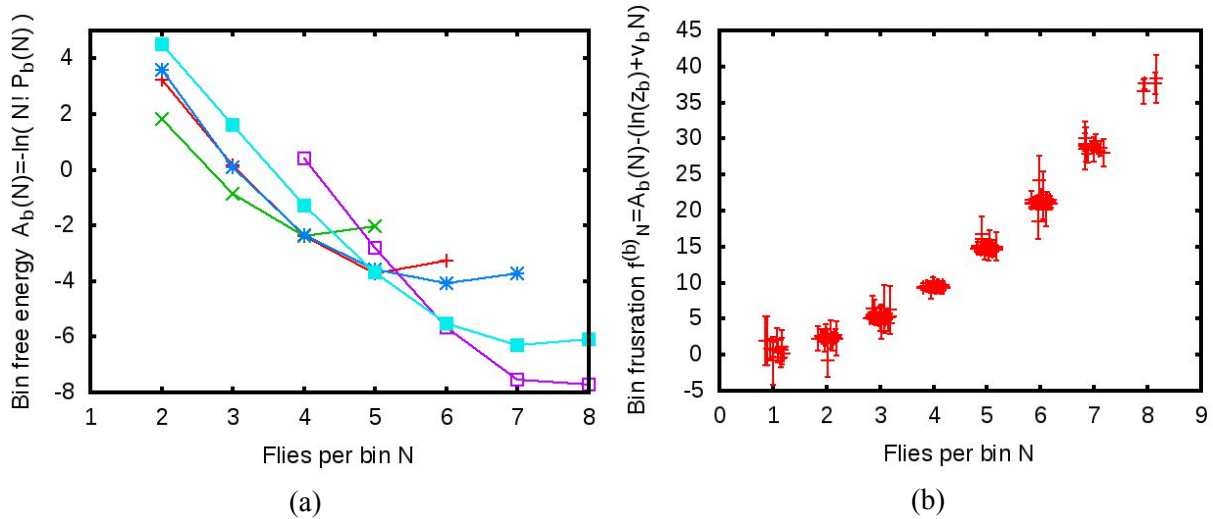 Bin free energy A_b(N)=-ln( N! P_b(N) )
4
2
0
-2
-4
-6
-8
1 2 3 4 5 6 7 8
Flies per bin N
(a)
Bin frusration f^(b)_N=A_b(N)-(ln(z_b)+v_bN)
40
35
30
25
20
15
10
5
0
-5
0 1 2 3 4 5 6 7 8 9
Flies per bin N
(b)